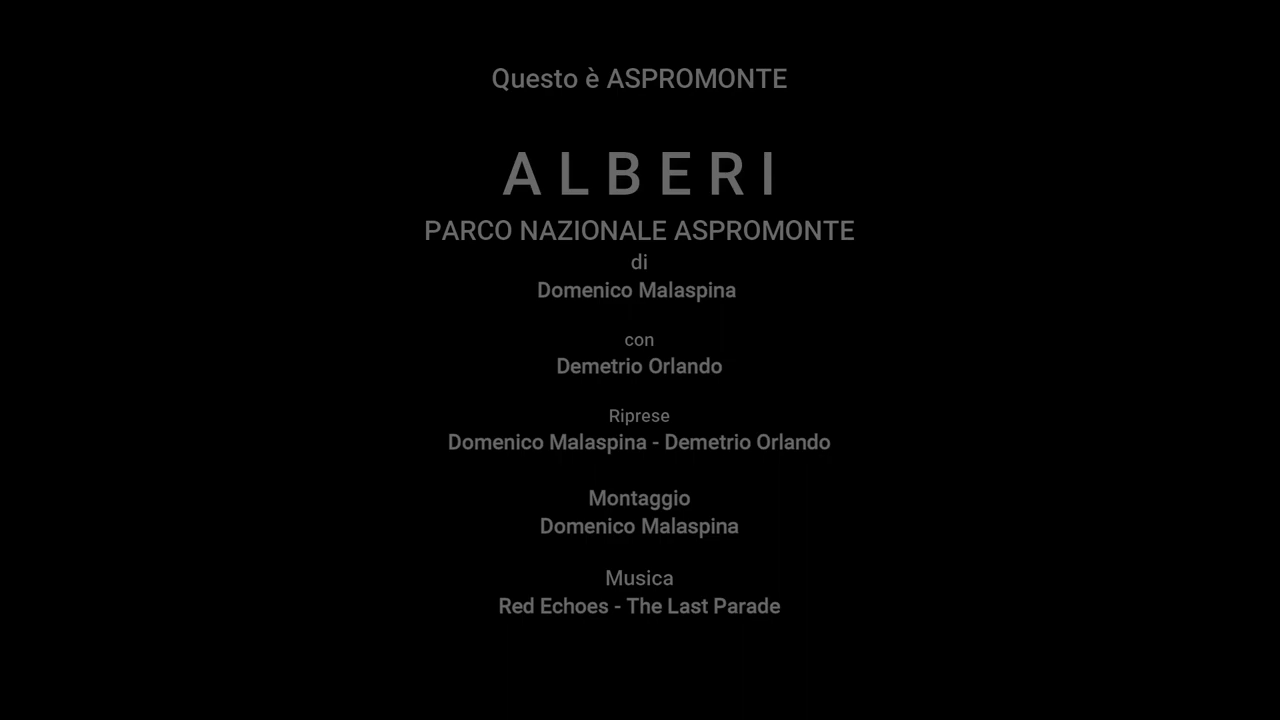 Questo è ASPROMONTE
ALBERI
PARCO NAZIONALE ASPROMONTE
di
Domenico Malaspina
con
Demetrio Orlando
Riprese
Domenico Malaspina - Demetrio Orlando
Montaggio
Domenico Malaspina
Musica
Red Echoes - The Last Parade